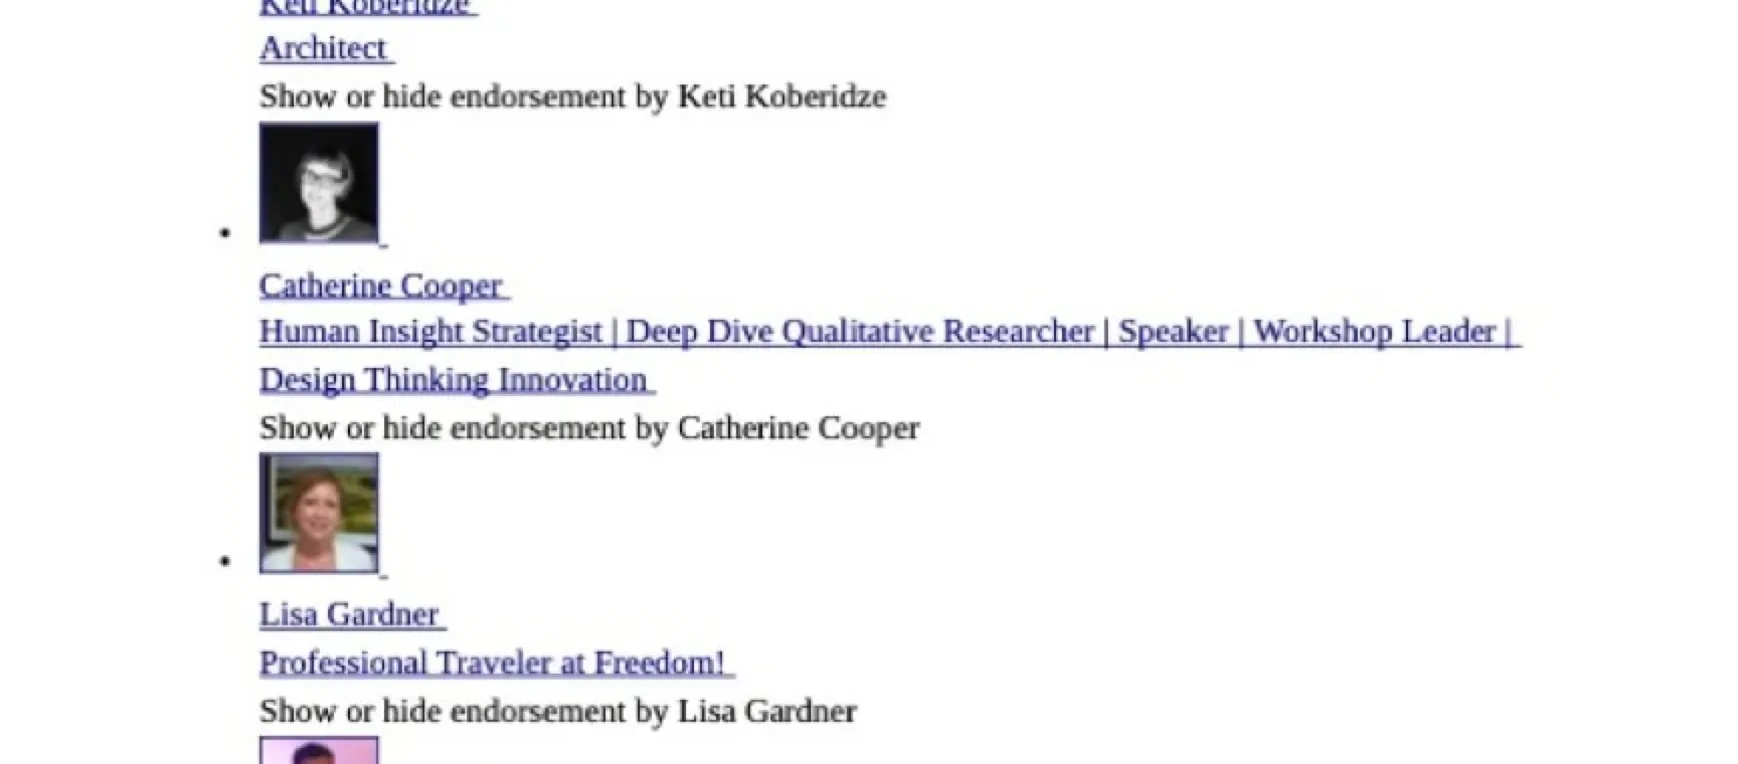 Keti Koberidze
Architect
Show or hide endorsement by Keti Koberidze
Catherine Cooper
Human Insight Strategist | Deep Dive Qualitative Researcher | Speaker | Workshop Leader |
Design Thinking Innovation
Show or hide endorsement by Catherine Cooper
Lisa Gardner
Professional Traveler at Freedom!
Show or hide endorsement by Lisa Gardner